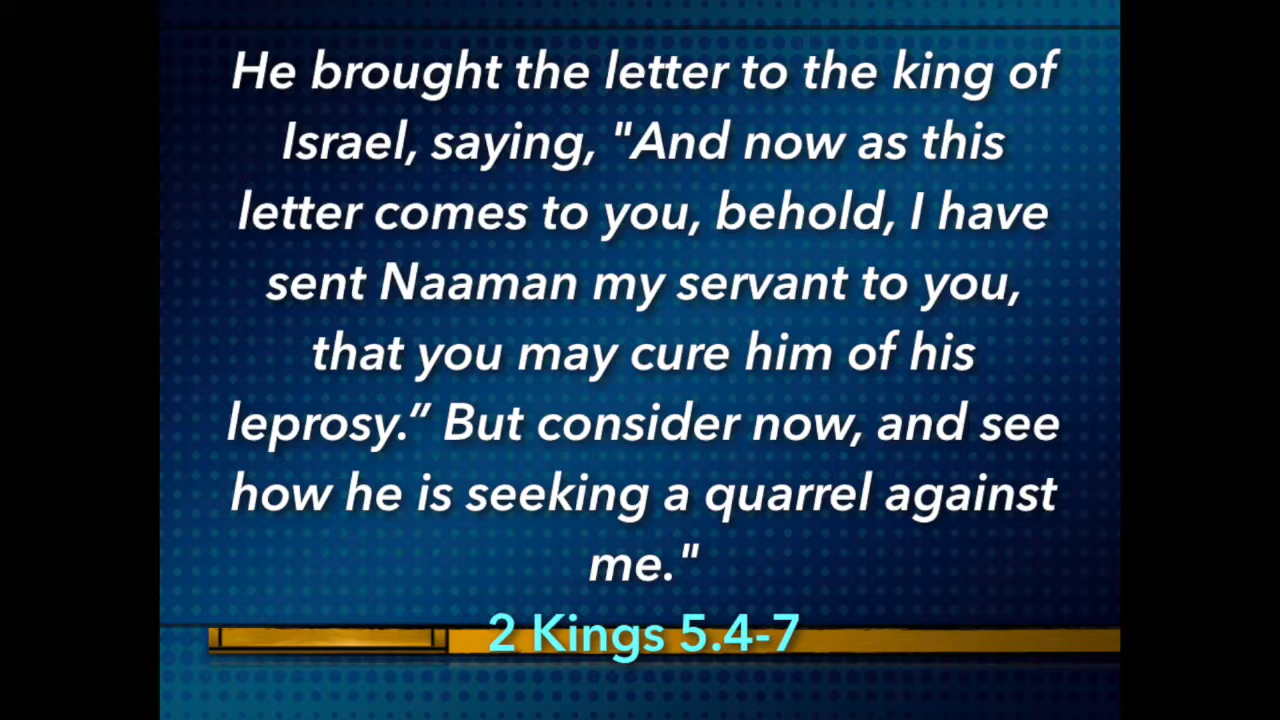 He brought the letter to the king of
Israel, saying, "And now as this
letter comes to you, behold, I have
sent Naaman my servant to you,
that you may cure him of his
leprosy.” But consider now, and see
how he is seeking a quarrel against
me."
2 Kings 5.4-7